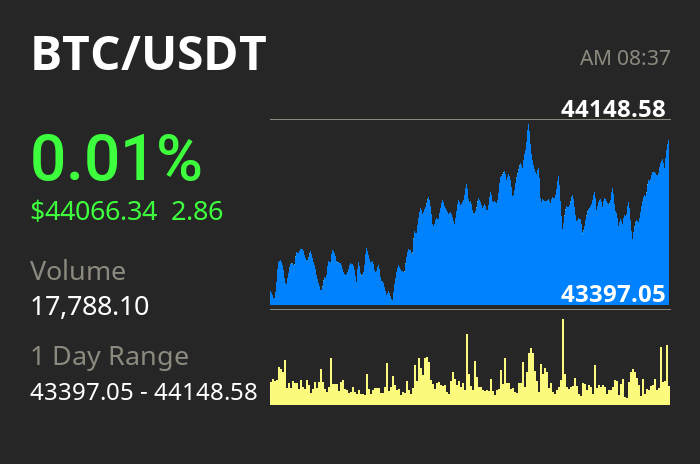 BTC/USDT
AM 08:37
44148.58
0.01%
$44066.34 2.86
Volume
17,788.10
43397.05
1 Day Range
43397.05 - 44148.58